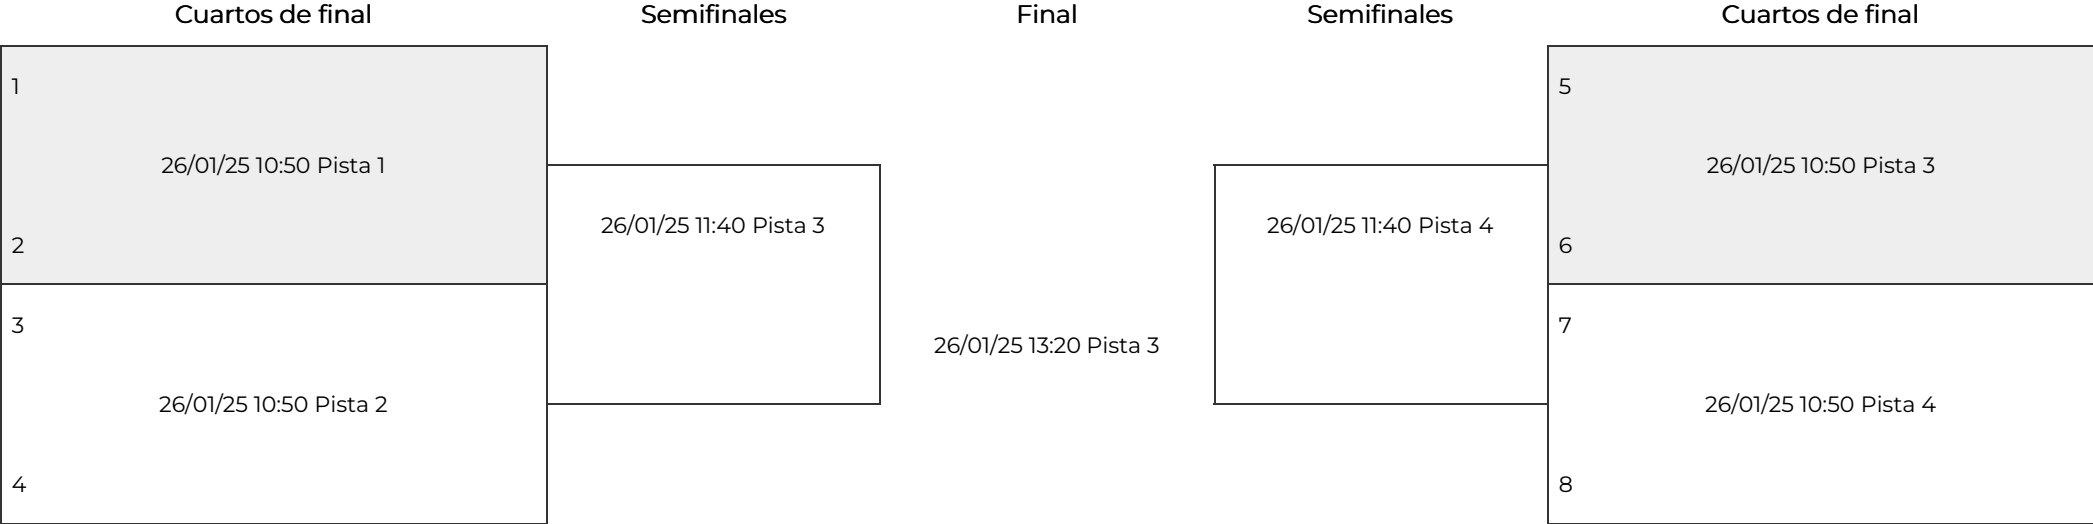 Cuartos de final
Semifinales
Final
Semifinales
Cuartos de final
1
26/01/25 10:50 Pista 1
2
3
26/01/25 10:50 Pista 2
4
26/01/25 11:40 Pista 3
26/01/25 13:20 Pista 3
26/01/25 11:40 Pista 4
5
26/01/25 10:50 Pista 3
6
7
26/01/25 10:50 Pista 4
8